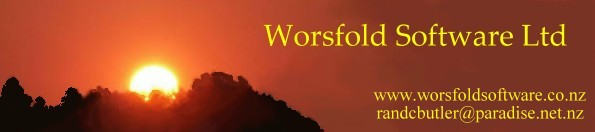 Worsfold Software Ltd
www.worsfoldsoftware.co.nz
randcbutler@paradise.net.nz